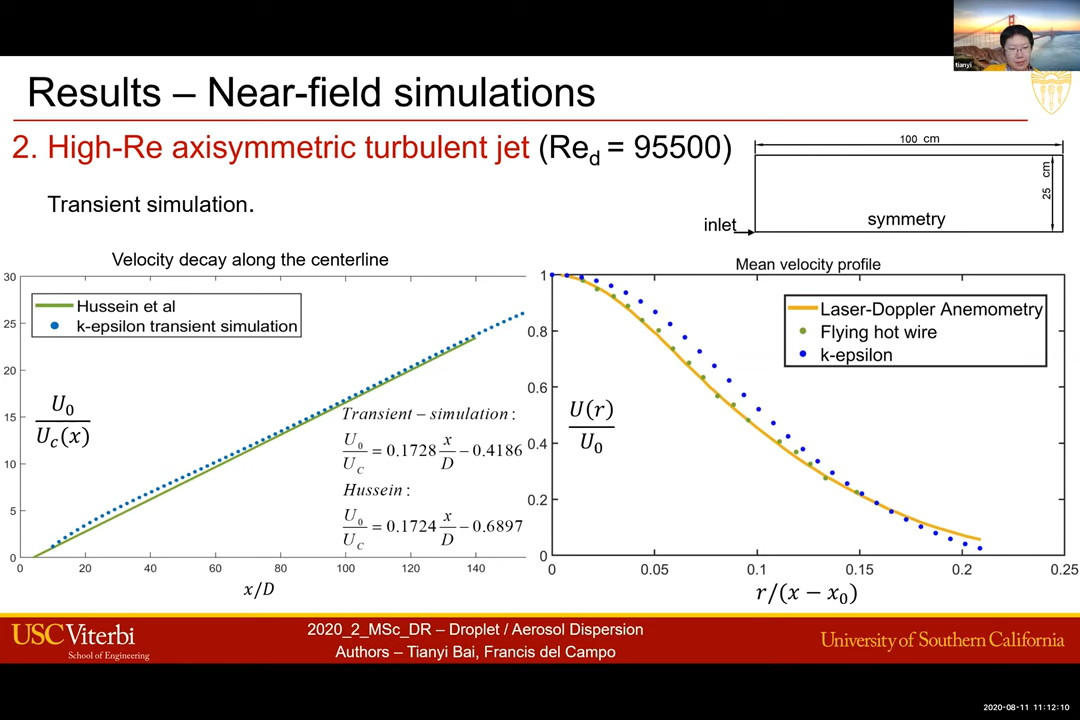 tianyi
Results – Near-field simulations
2. High-Re axisymmetric turbulent jet (Red = 95500)
Transient simulation.
100 cm
25 cm
inlet
symmetry
Velocity decay along the centerline
30
25
20
15
10
5
0
Hussein et al
k-epsilon transient simulation
U0
Uc(x)
Transient – simulation :
U0/UC = 0.1728 x/D – 0.4186
Hussein :
U0/UC = 0.1724 x/D – 0.6897
0 20 40 60 80 100 120 140
x/D
Mean velocity profile
1
0.8
0.6
0.4
0.2
0
Laser-Doppler Anemometry
Flying hot wire
k-epsilon
U(r)
U0
0 0.05 0.1 0.15 0.2 0.25
r/(x − x0)
USC Viterbi
School of Engineering
2020_2_MSc_DR – Droplet / Aerosol Dispersion
Authors – Tianyi Bai, Francis del Campo
University of Southern California
2020-08-11 11:12:10